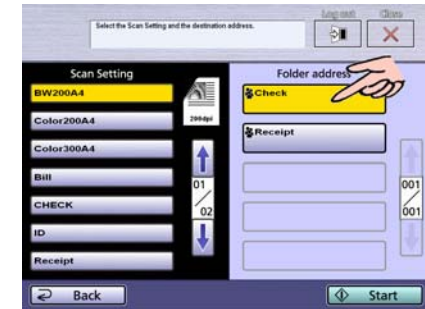 Select the Scan Setting and the destination address.
Log out
Close
Scan Setting
BW200A4
Color200A4
Color300A4
Bill
CHECK
ID
Receipt
200dpi
01
02
Folder address
Check
Receipt
001
001
Back
Start